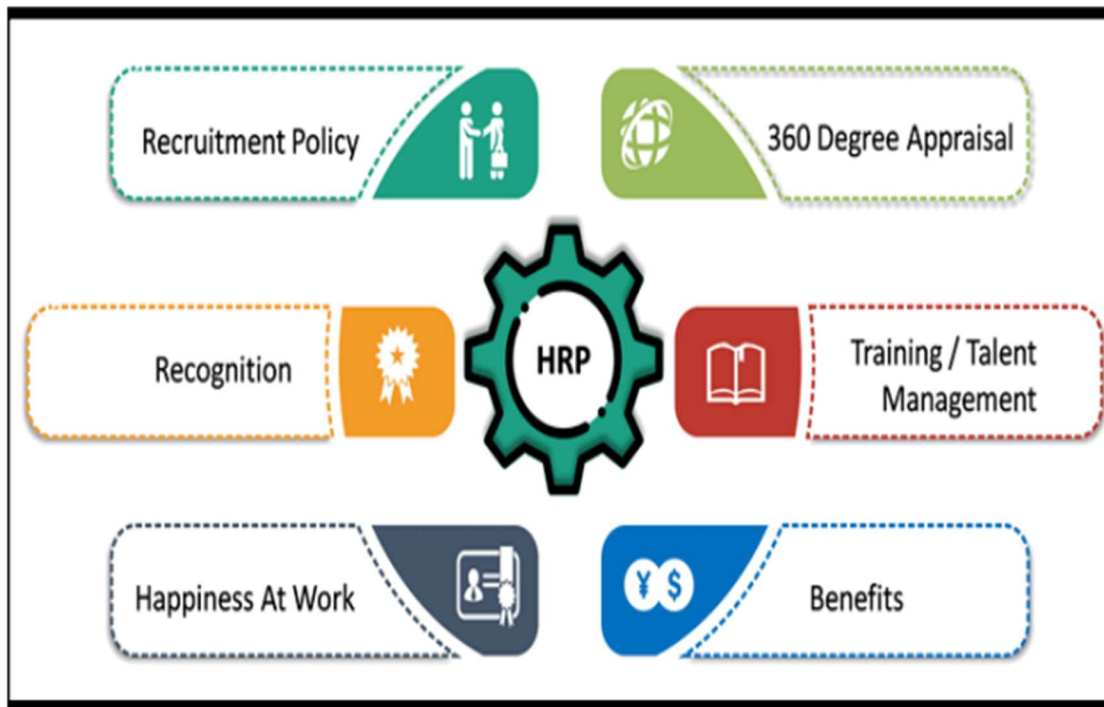 Recruitment Policy
360 Degree Appraisal
Recognition
HRP
Training / Talent
Management
Happiness At Work
¥ $
Benefits